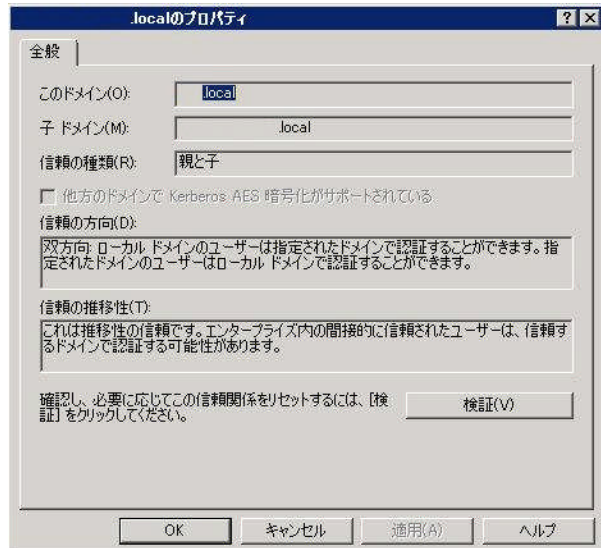 .localのプロパティ
全般
このドメイン(O):
.local
子 ドメイン(M):
.local
信頼の種類(R):
親と子
他方のドメインで Kerberos AES 暗号化がサポートされている
信頼の方向(D):
双方向: ローカル ドメインのユーザーは指定されたドメインで認証することができます。指
定されたドメインのユーザーはローカル ドメインで認証することができます。
信頼の推移性(T):
これは推移性の信頼です。エンタープライズ内の間接的に信頼されたユーザーは、信頼す
るドメインで認証する可能性があります。
確認し、必要に応じてこの信頼関係をリセットするには、[検
証] をクリックしてください。
検証(V)
OK
キャンセル
適用(A)
ヘルプ